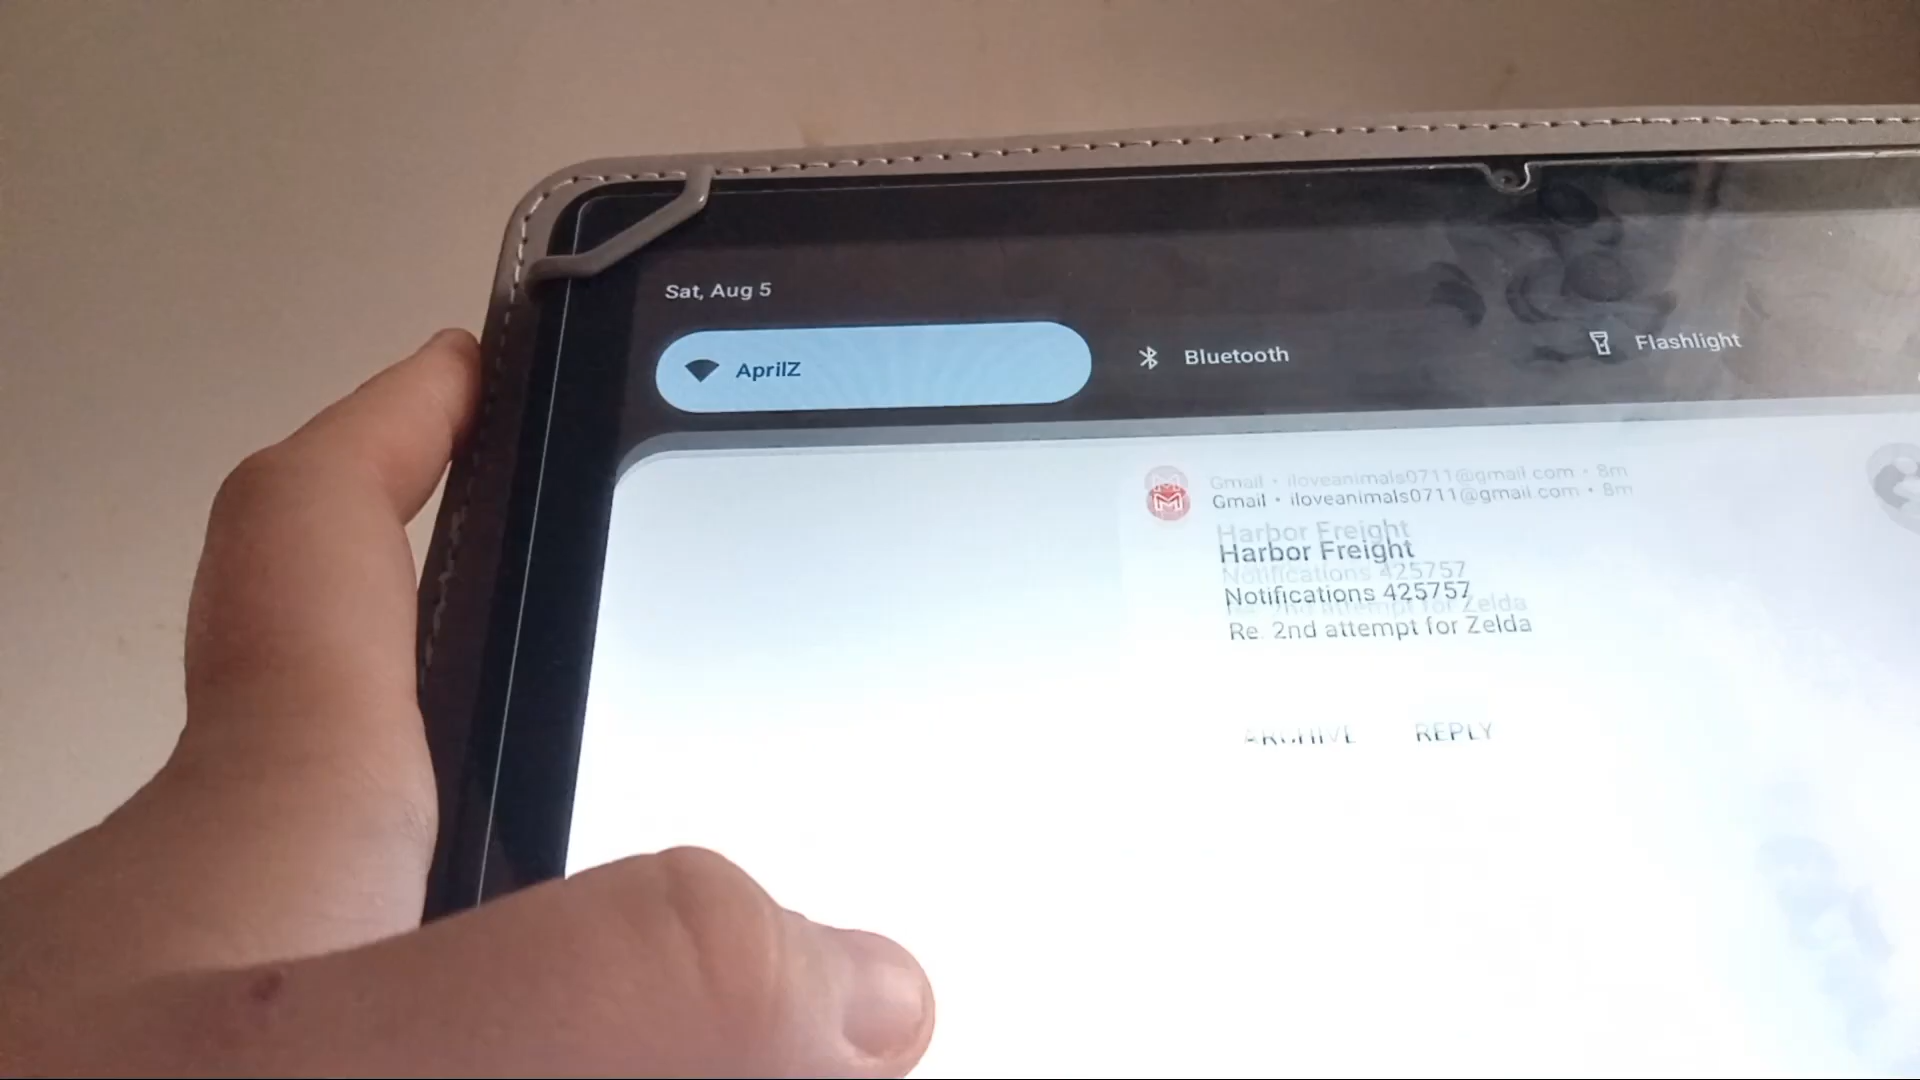 Sat, Aug 5
AprilZ
Bluetooth
Flashlight
Gmail • iloveanimals0711@gmail.com • 8m
Harbor Freight
Notifications 425757
Re. 2nd attempt for Zelda
ARCHIVE REPLY